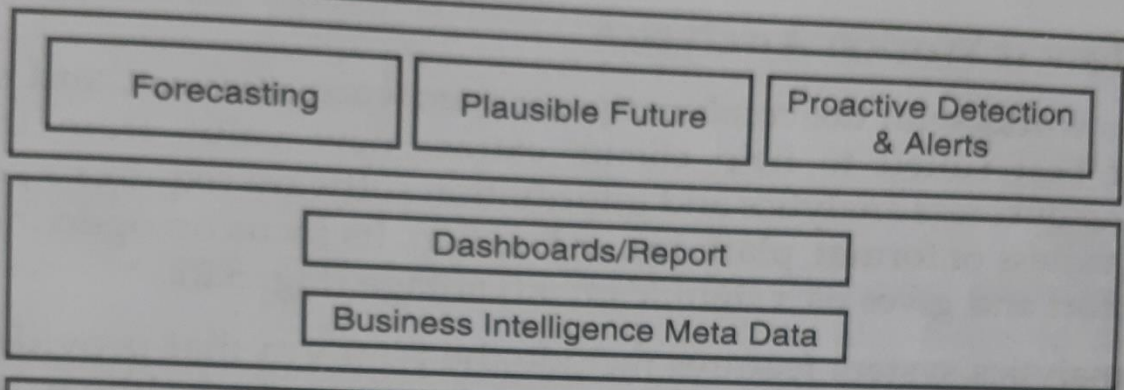 Forecasting
Plausible Future
Proactive Detection
& Alerts
Dashboards/Report
Business Intelligence Meta Data